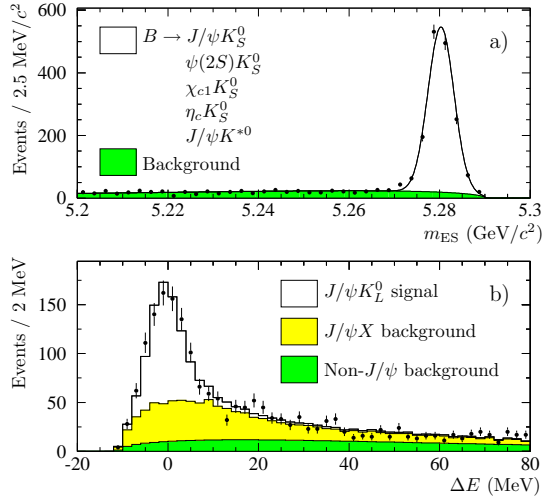 Events / 2.5 MeV/c²
600
400
200
0
B → J/ψK⁰_S
ψ(2S)K⁰_S
χ_c1K⁰_S
η_cK⁰_S
J/ψK*⁰
Background
a)
5.2 5.22 5.24 5.26 5.28 5.3
m_ES (GeV/c²)
Events / 2 MeV
150
100
50
0
J/ψK⁰_L signal
J/ψX background
Non-J/ψ background
b)
-20 0 20 40 60 80
ΔE (MeV)